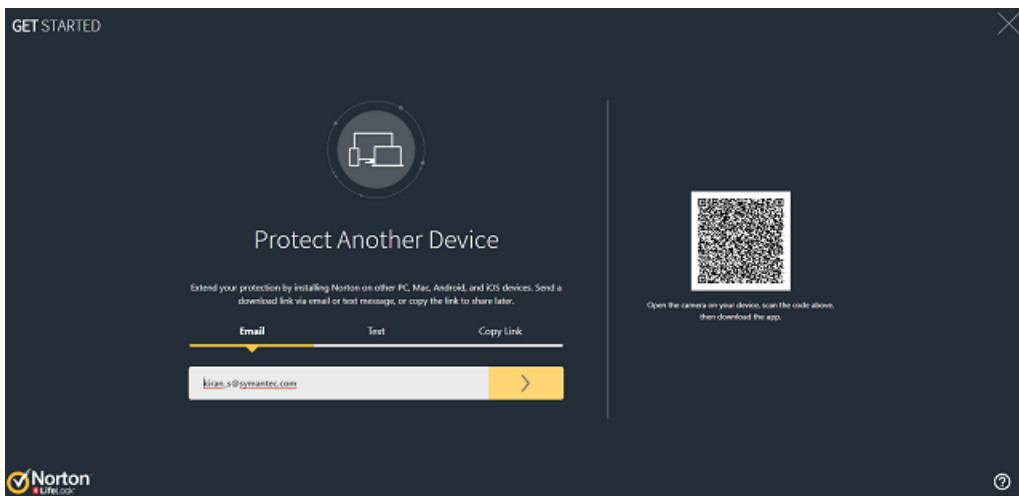 GET STARTED
Protect Another Device
Extend your protection by installing Norton on other PC, Mac, Android, and iOS devices. Send a
download link via email or text message, or copy the link to share later.
Email Text Copy Link
kiran_s@symantec.com
Open the camera on your device, scan the code above,
then download the app.
Norton
LifeLock
?